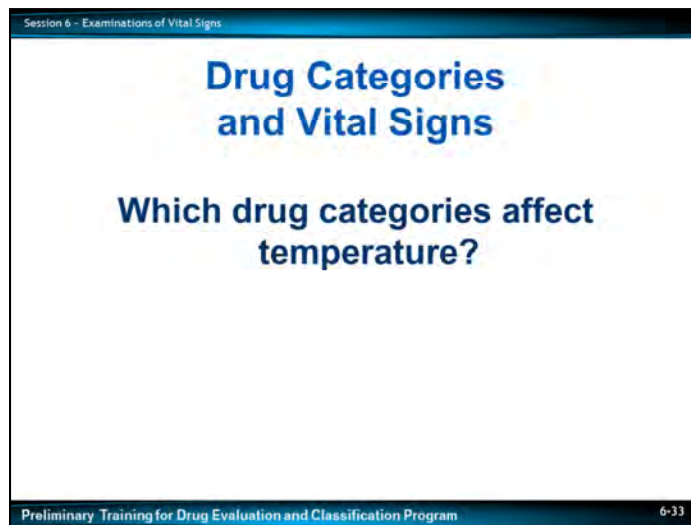 Session 6 - Examinations of Vital Signs
Drug Categories
and Vital Signs
Which drug categories affect
temperature?
Preliminary Training for Drug Evaluation and Classification Program
6-33